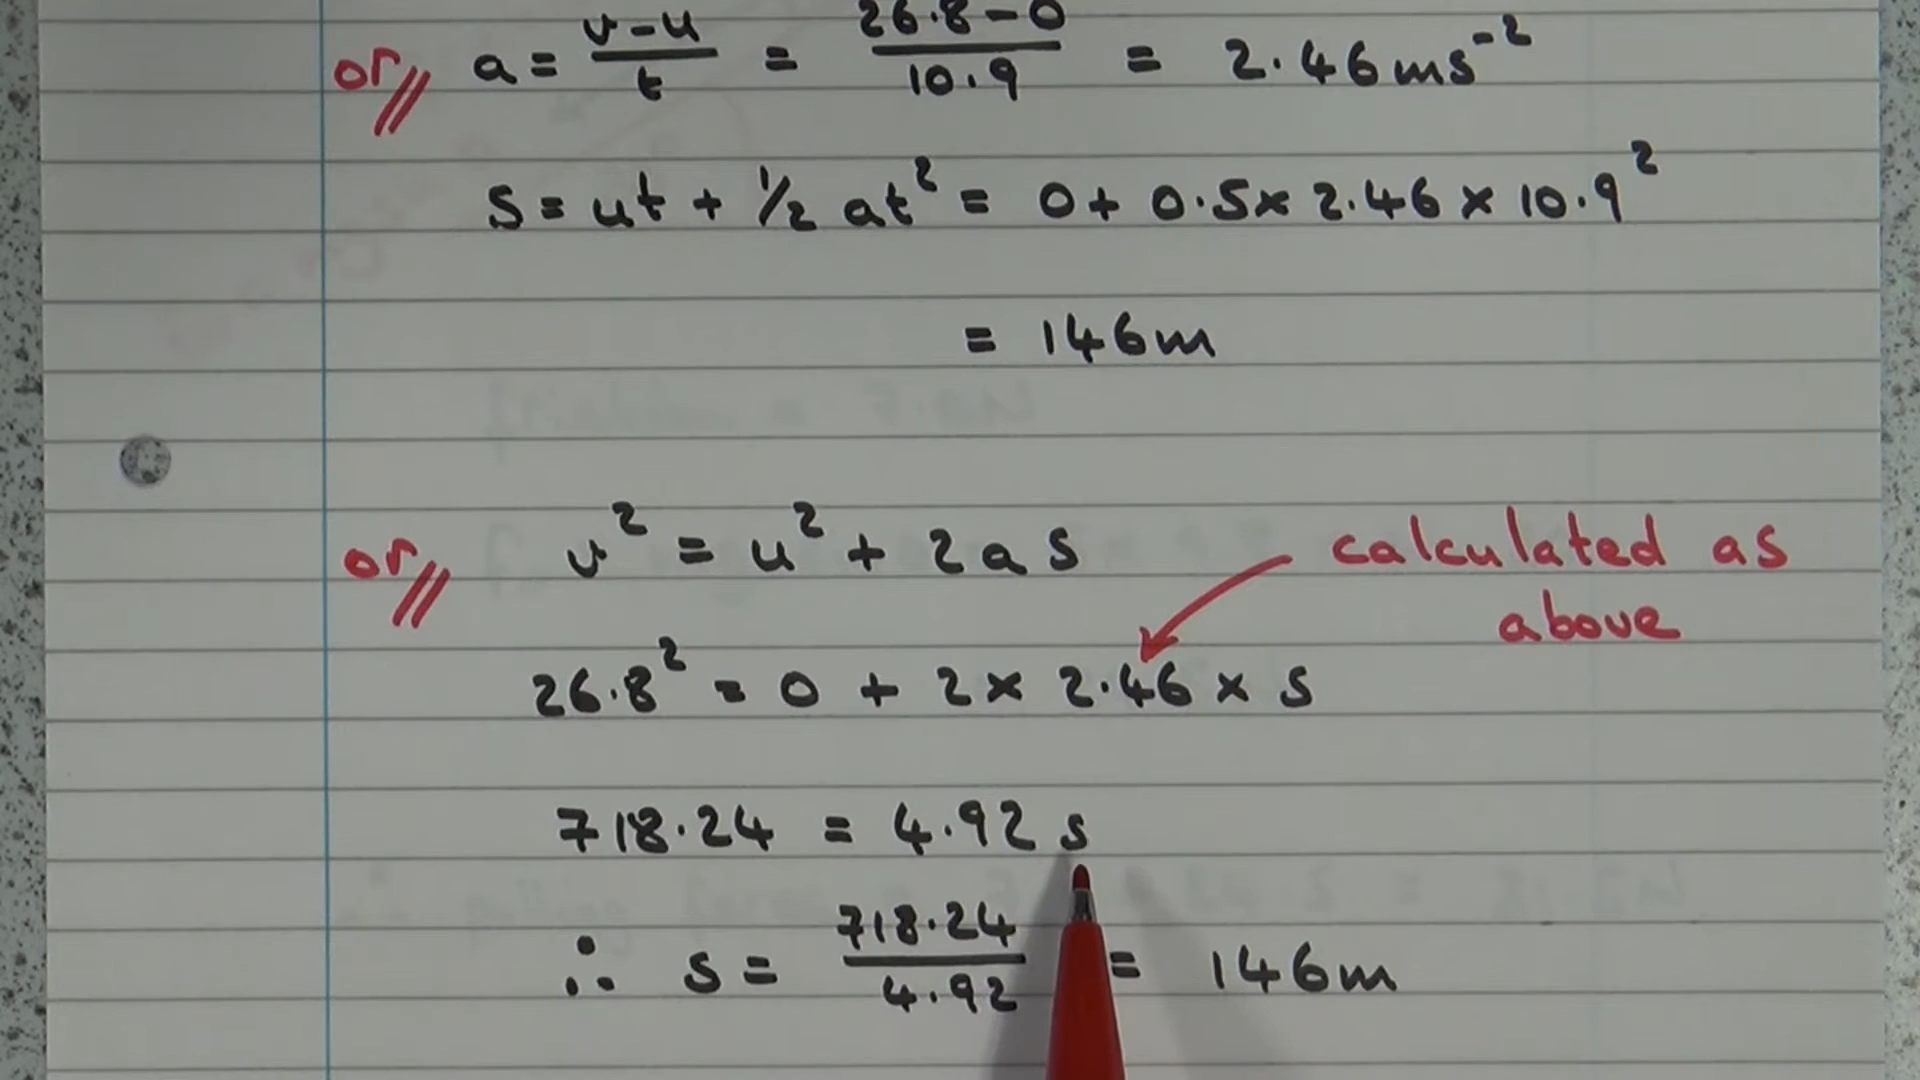 or// a = v-u/t = 26.8-0/10.9 = 2.46 ms⁻²
s = ut + ½ at² = 0 + 0.5 × 2.46 × 10.9²
= 146m
or// v² = u² + 2as calculated as above
26.8² = 0 + 2 × 2.46 × s
718.24 = 4.92 s
∴ s = 718.24/4.92 = 146m